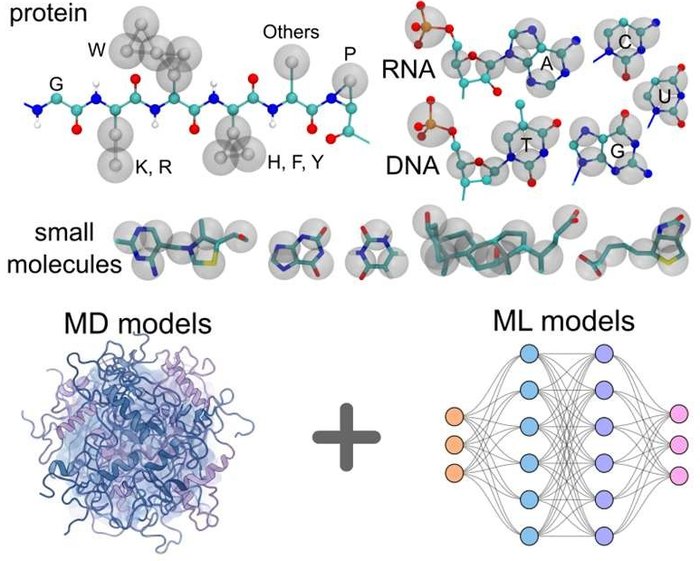 protein
W
Others
P
G
K, R
H, F, Y
RNA
A
C
U
DNA
T
G
small
molecules
MD models
ML models